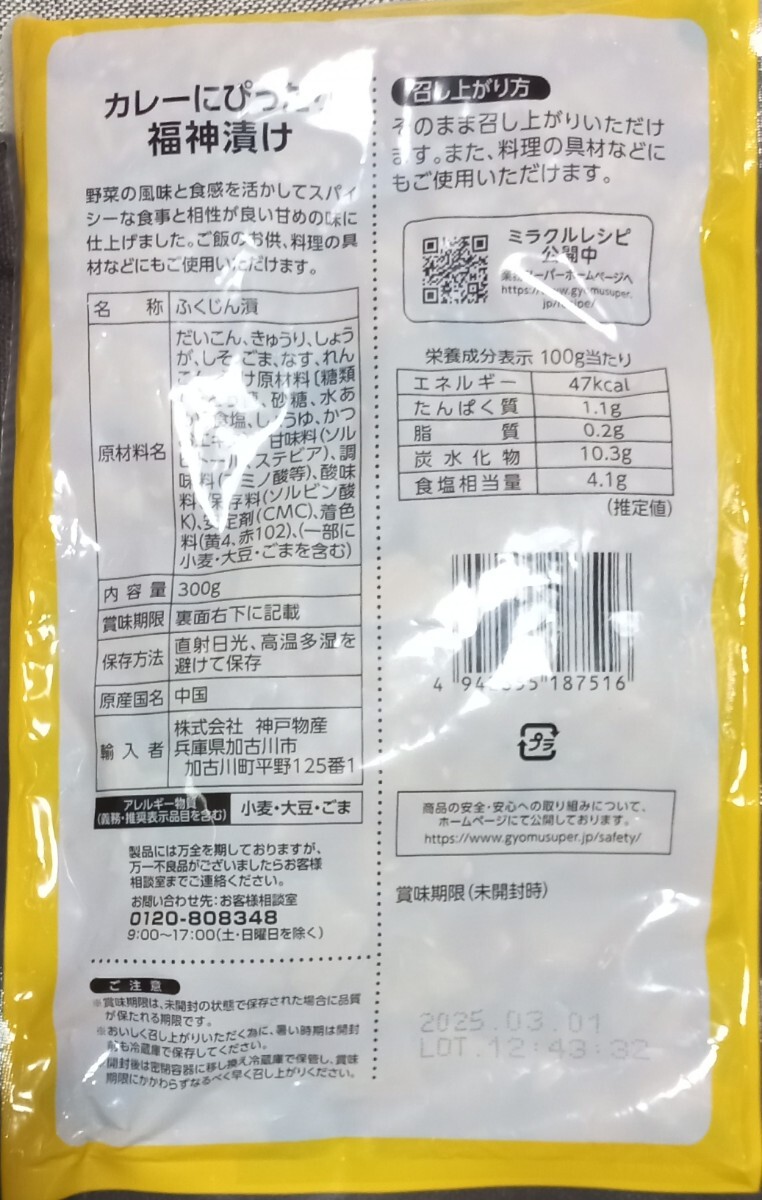 カレーにぴった
福神漬け
野菜の風味と食感を活かしてスパイ
シーな食事と相性が良い甘めの味に
仕上げました。ご飯のお供、料理の具
材などにもご使用いただけます。
名称 ふくじん漬
原材料名
だいこん、きゅうり、しょう
が、しそ、ごま、なす、れん
け原材料〔糖類
砂糖、水あ
食塩、しょうゆ、かつ
甘味料(ソル
ビトール、ステビア)、調
味料(アミノ酸等)、酸味
料、保存料(ソルビン酸
K)、安定剤(CMC)、着色
料(黄4、赤102)、(一部に
小麦・大豆・ごまを含む)
内容量 300g
賞味期限 裏面右下に記載
保存方法 直射日光、高温多湿を
避けて保存
原産国名 中国
輸入者 株式会社 神戸物産
兵庫県加古川市
加古川町平野125番1
アレルギー物質
(義務・推奨表示品目を含む)
小麦・大豆・ごま
製品には万全を期しておりますが、
万一不良品がございましたらお客様
相談室までご連絡ください。
お問い合わせ先:お客様相談室
0120-808348
9:00〜17:00(土・日曜日を除く)
ご注意
※賞味期限は、未開封の状態で保存された場合に品質
が保たれる期限です。
※おいしく召し上がりいただく為に、暑い時期は開封
前も冷蔵庫で保存してください。
開封後は密閉容器に移し換え冷蔵庫で保管し、賞味
期限にかかわらずなるべく早く召し上がりください。
召し上がり方
そのまま召し上がりいただけ
ます。また、料理の具材などに
もご使用いただけます。
ミラクルレシピ
公開中
業務スーパーホームページへ
https://www.gyomusuper.
jp/recipe/
栄養成分表示 100g当たり
エネルギー 47kcal
たんぱく質 1.1g
脂質 0.2g
炭水化物 10.3g
食塩相当量 4.1g
(推定値)
4 187516
プラ
商品の安全・安心への取り組みについて、
ホームページにて公開しております。
https://www.gyomusuper.jp/safety/
賞味期限(未開封時)
2025.03.01
LOT.12:43:32